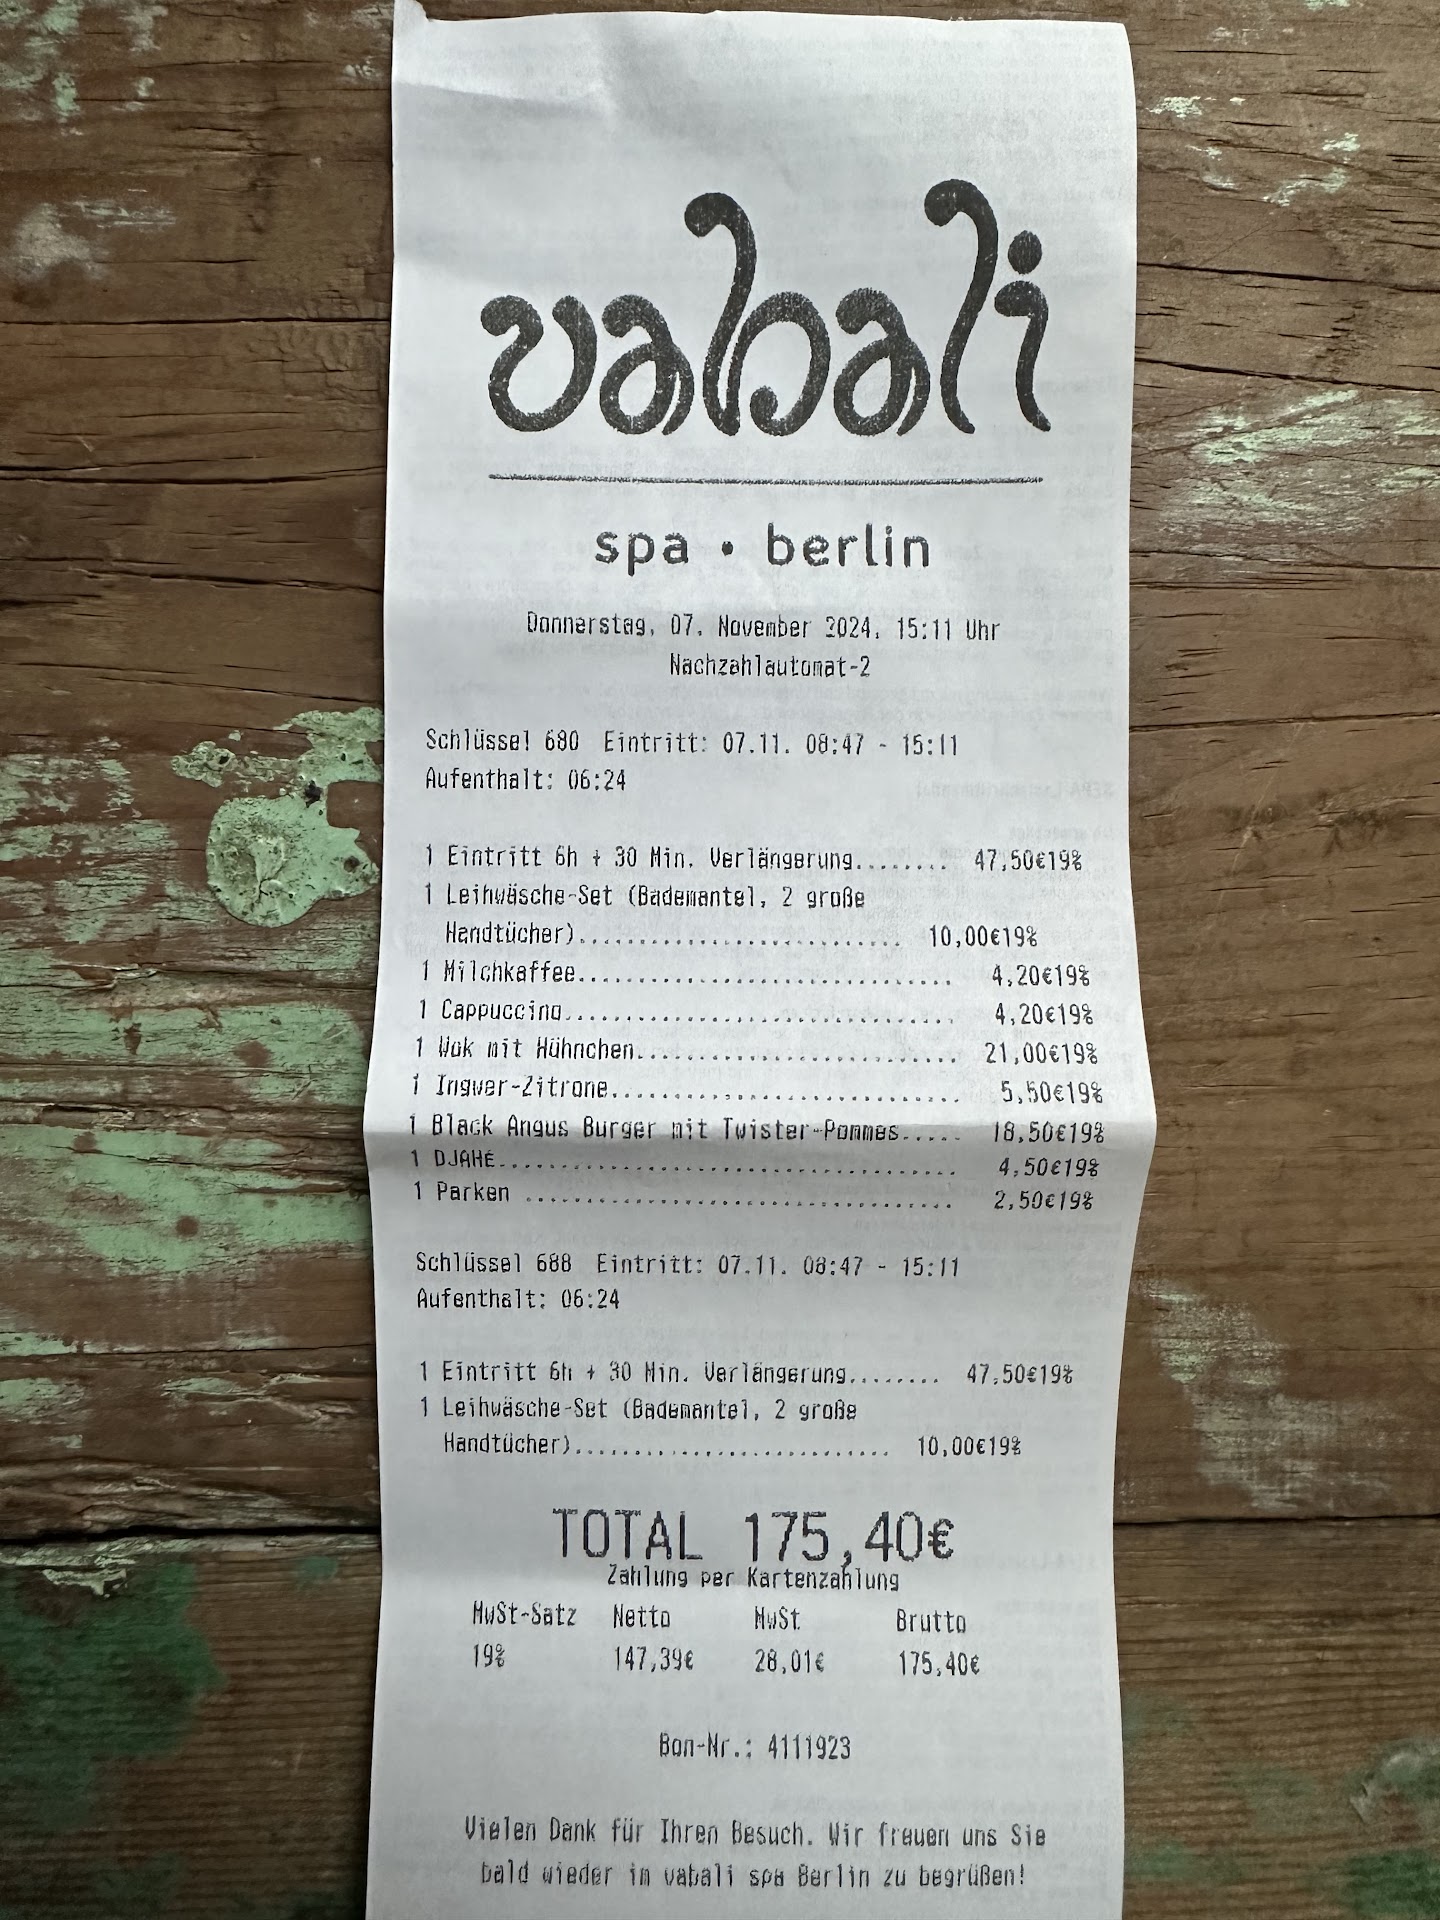 vabali
spa • berlin
Donnerstag, 07. November 2024, 15:11 Uhr
Nachzahlautomat-2
Schlüssel 680 Eintritt: 07.11. 08:47 - 15:11
Aufenthalt: 06:24
1 Eintritt 6h + 30 Min. Verlängerung........ 47,50€19%
1 Leihwäsche-Set (Bademantel, 2 große
Handtücher)........................... 10,00€19%
1 Milchkaffee............................... 4,20€19%
1 Cappuccino................................ 4,20€19%
1 Wok mit Hühnchen........................... 21,00€19%
1 Ingwer-Zitrone............................. 5,50€19%
1 Black Angus Burger mit Twister-Pommes..... 18,50€19%
1 DJAHE...................................... 4,50€19%
1 Parken .................................... 2,50€19%
Schlüssel 688 Eintritt: 07.11. 08:47 - 15:11
Aufenthalt: 06:24
1 Eintritt 6h + 30 Min. Verlängerung........ 47,50€19%
1 Leihwäsche-Set (Bademantel, 2 große
Handtücher)........................... 10,00€19%
TOTAL 175,40€
Zahlung per Kartenzahlung
MwSt-Satz Netto MwSt Brutto
19% 147,39€ 28,01€ 175,40€
Bon-Nr.: 4111923
Vielen Dank für Ihren Besuch. Wir freuen uns Sie
bald wieder im vabali spa Berlin zu begrüßen!